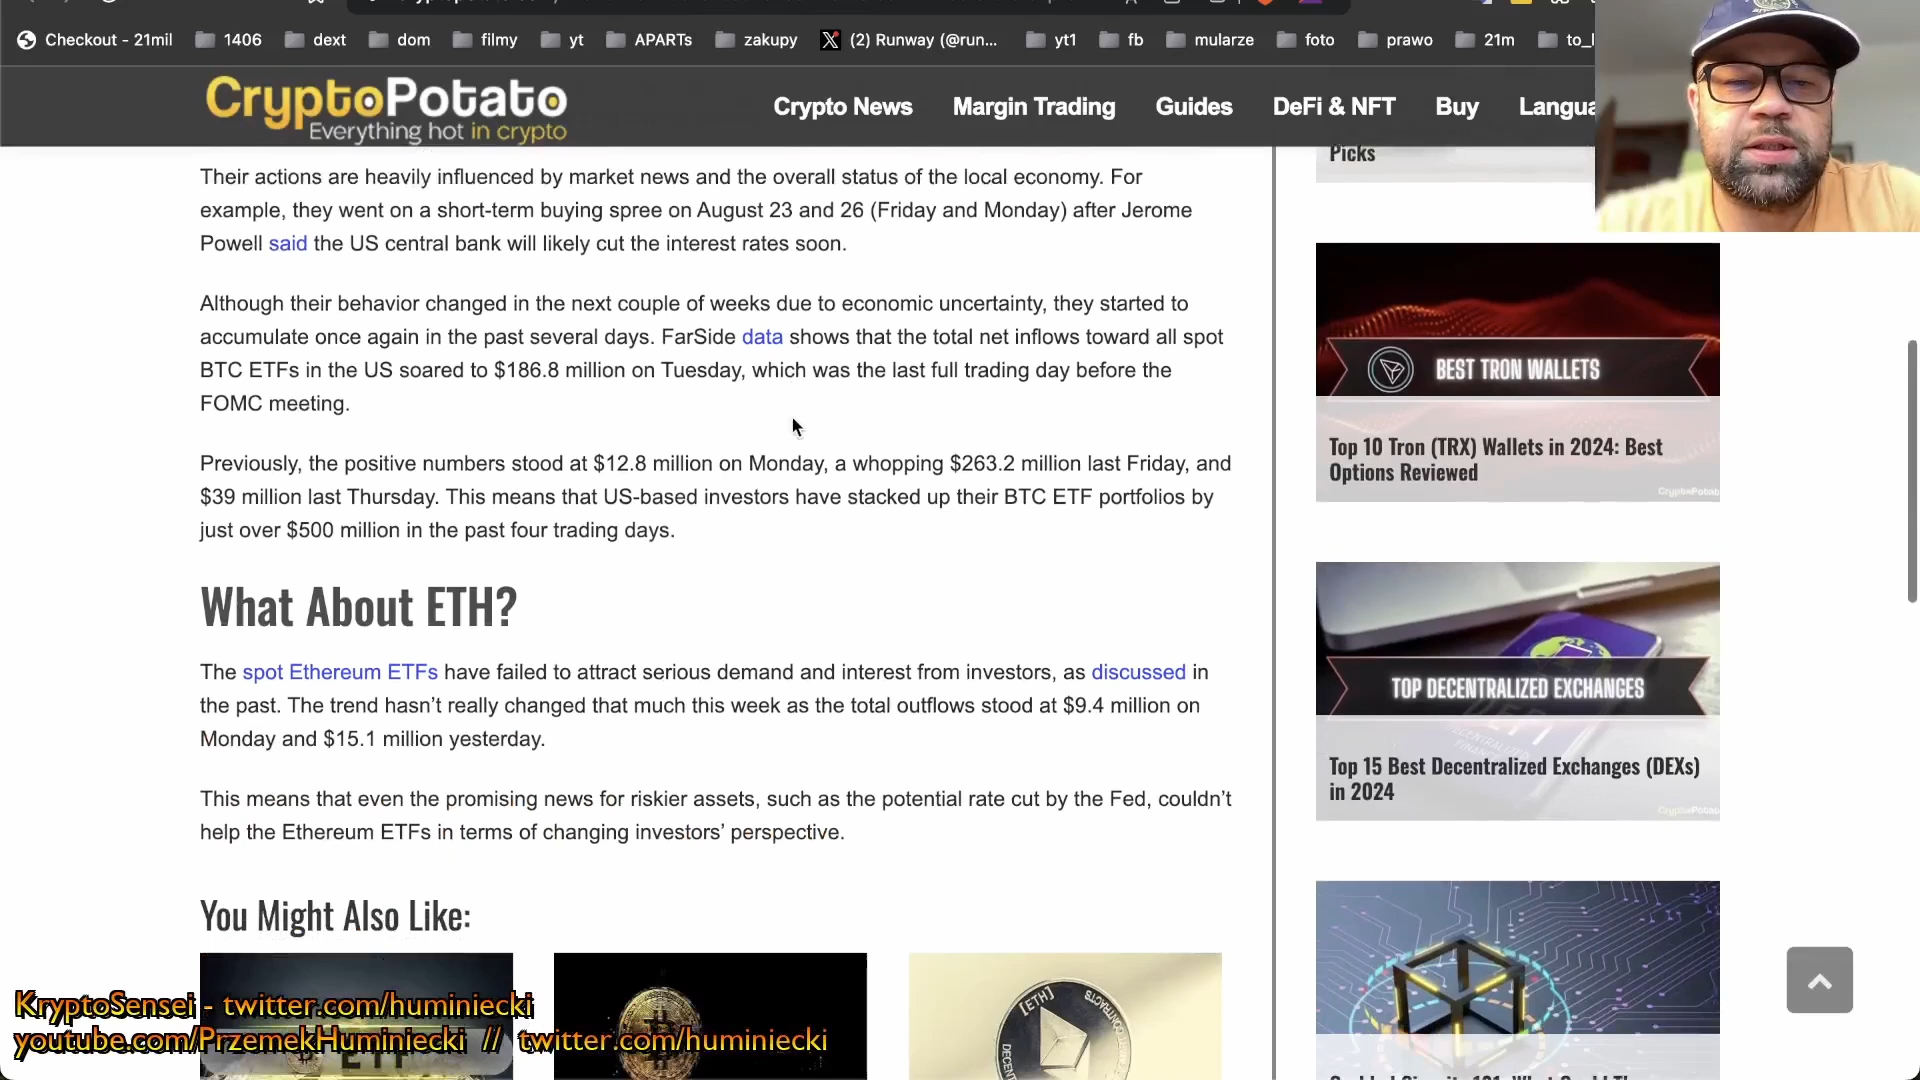 Checkout - 21mil 1406 dext dom filmy yt APARTs zakupy (2) Runway (@run... yt1 fb mularze foto prawo 21m
CryptoPotato
Everything hot in crypto
Crypto News Margin Trading Guides DeFi & NFT Buy
Their actions are heavily influenced by market news and the overall status of the local economy. For
example, they went on a short-term buying spree on August 23 and 26 (Friday and Monday) after Jerome
Powell said the US central bank will likely cut the interest rates soon.
Although their behavior changed in the next couple of weeks due to economic uncertainty, they started to
accumulate once again in the past several days. FarSide data shows that the total net inflows toward all spot
BTC ETFs in the US soared to $186.8 million on Tuesday, which was the last full trading day before the
FOMC meeting.
Previously, the positive numbers stood at $12.8 million on Monday, a whopping $263.2 million last Friday, and
$39 million last Thursday. This means that US-based investors have stacked up their BTC ETF portfolios by
just over $500 million in the past four trading days.
What About ETH?
The spot Ethereum ETFs have failed to attract serious demand and interest from investors, as discussed in
the past. The trend hasn’t really changed that much this week as the total outflows stood at $9.4 million on
Monday and $15.1 million yesterday.
This means that even the promising news for riskier assets, such as the potential rate cut by the Fed, couldn’t
help the Ethereum ETFs in terms of changing investors’ perspective.
You Might Also Like:
Picks
BEST TRON WALLETS
Top 10 Tron (TRX) Wallets in 2024: Best
Options Reviewed
TOP DECENTRALIZED EXCHANGES
Top 15 Best Decentralized Exchanges (DEXs)
in 2024
KryptoSensei - twitter.com/huminiecki
youtube.com/PrzemekHuminiecki // twitter.com/huminiecki